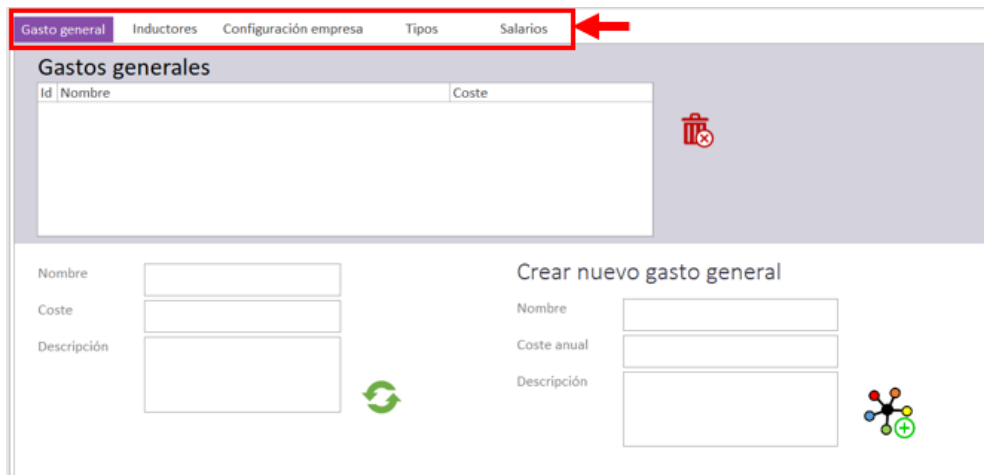 Gasto general Inductores Configuración empresa Tipos Salarios
Gastos generales
Id Nombre Coste
Nombre
Coste
Descripción
Crear nuevo gasto general
Nombre
Coste anual
Descripción